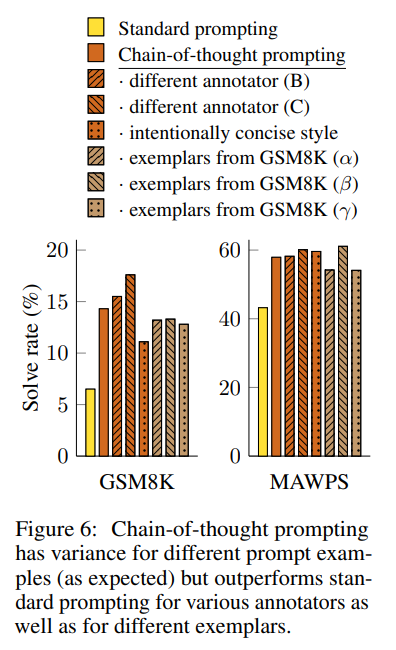 Standard prompting
Chain-of-thought prompting
· different annotator (B)
· different annotator (C)
· intentionally concise style
· exemplars from GSM8K (α)
· exemplars from GSM8K (β)
· exemplars from GSM8K (γ)
Solve rate (%)
20
15
10
5
0
GSM8K
60
40
20
0
MAWPS
Figure 6: Chain-of-thought prompting
has variance for different prompt exam-
ples (as expected) but outperforms stan-
dard prompting for various annotators as
well as for different exemplars.